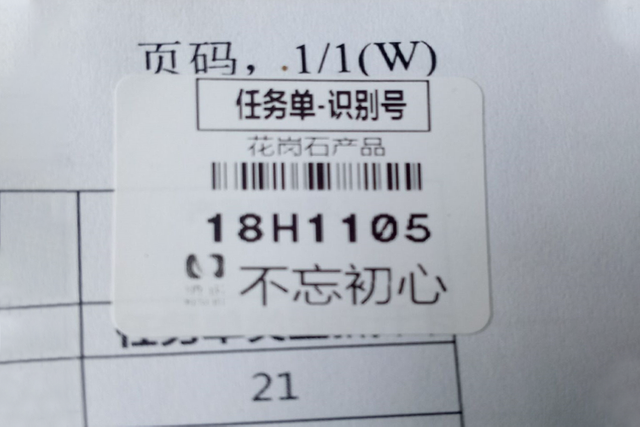 页码, 1/1(W)
任务单-识别号
花岗石产品
18H1105
不忘初心
21